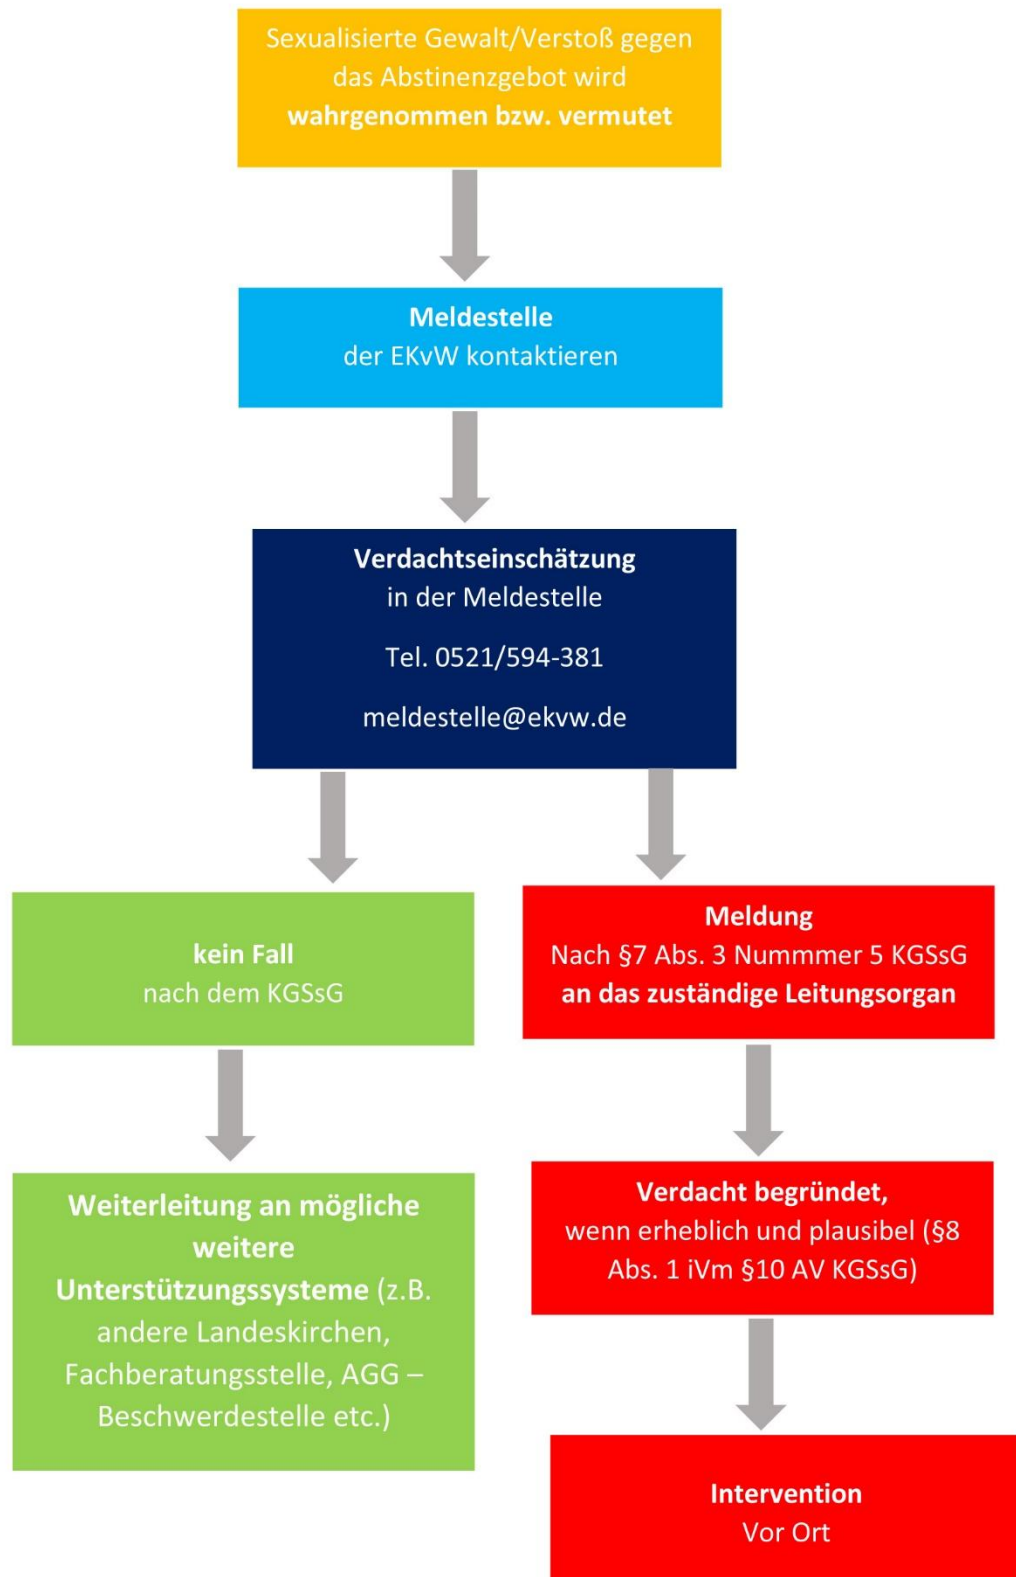 Sexualisierte Gewalt/Verstoß gegen
das Abstinenzgebot wird
wahrgenommen bzw. vermutet
Meldestelle
der EKvW kontaktieren
Verdachtseinschätzung
in der Meldestelle
Tel. 0521/594-381
meldestelle@ekvw.de
kein Fall
nach dem KGSsG
Weiterleitung an mögliche
weitere
Unterstützungssysteme (z.B.
andere Landeskirchen,
Fachberatungsstelle, AGG –
Beschwerdestelle etc.)
Meldung
Nach §7 Abs. 3 Nummmer 5 KGSsG
an das zuständige Leitungsorgan
Verdacht begründet,
wenn erheblich und plausibel (§8
Abs. 1 iVm §10 AV KGSsG)
Intervention
Vor Ort